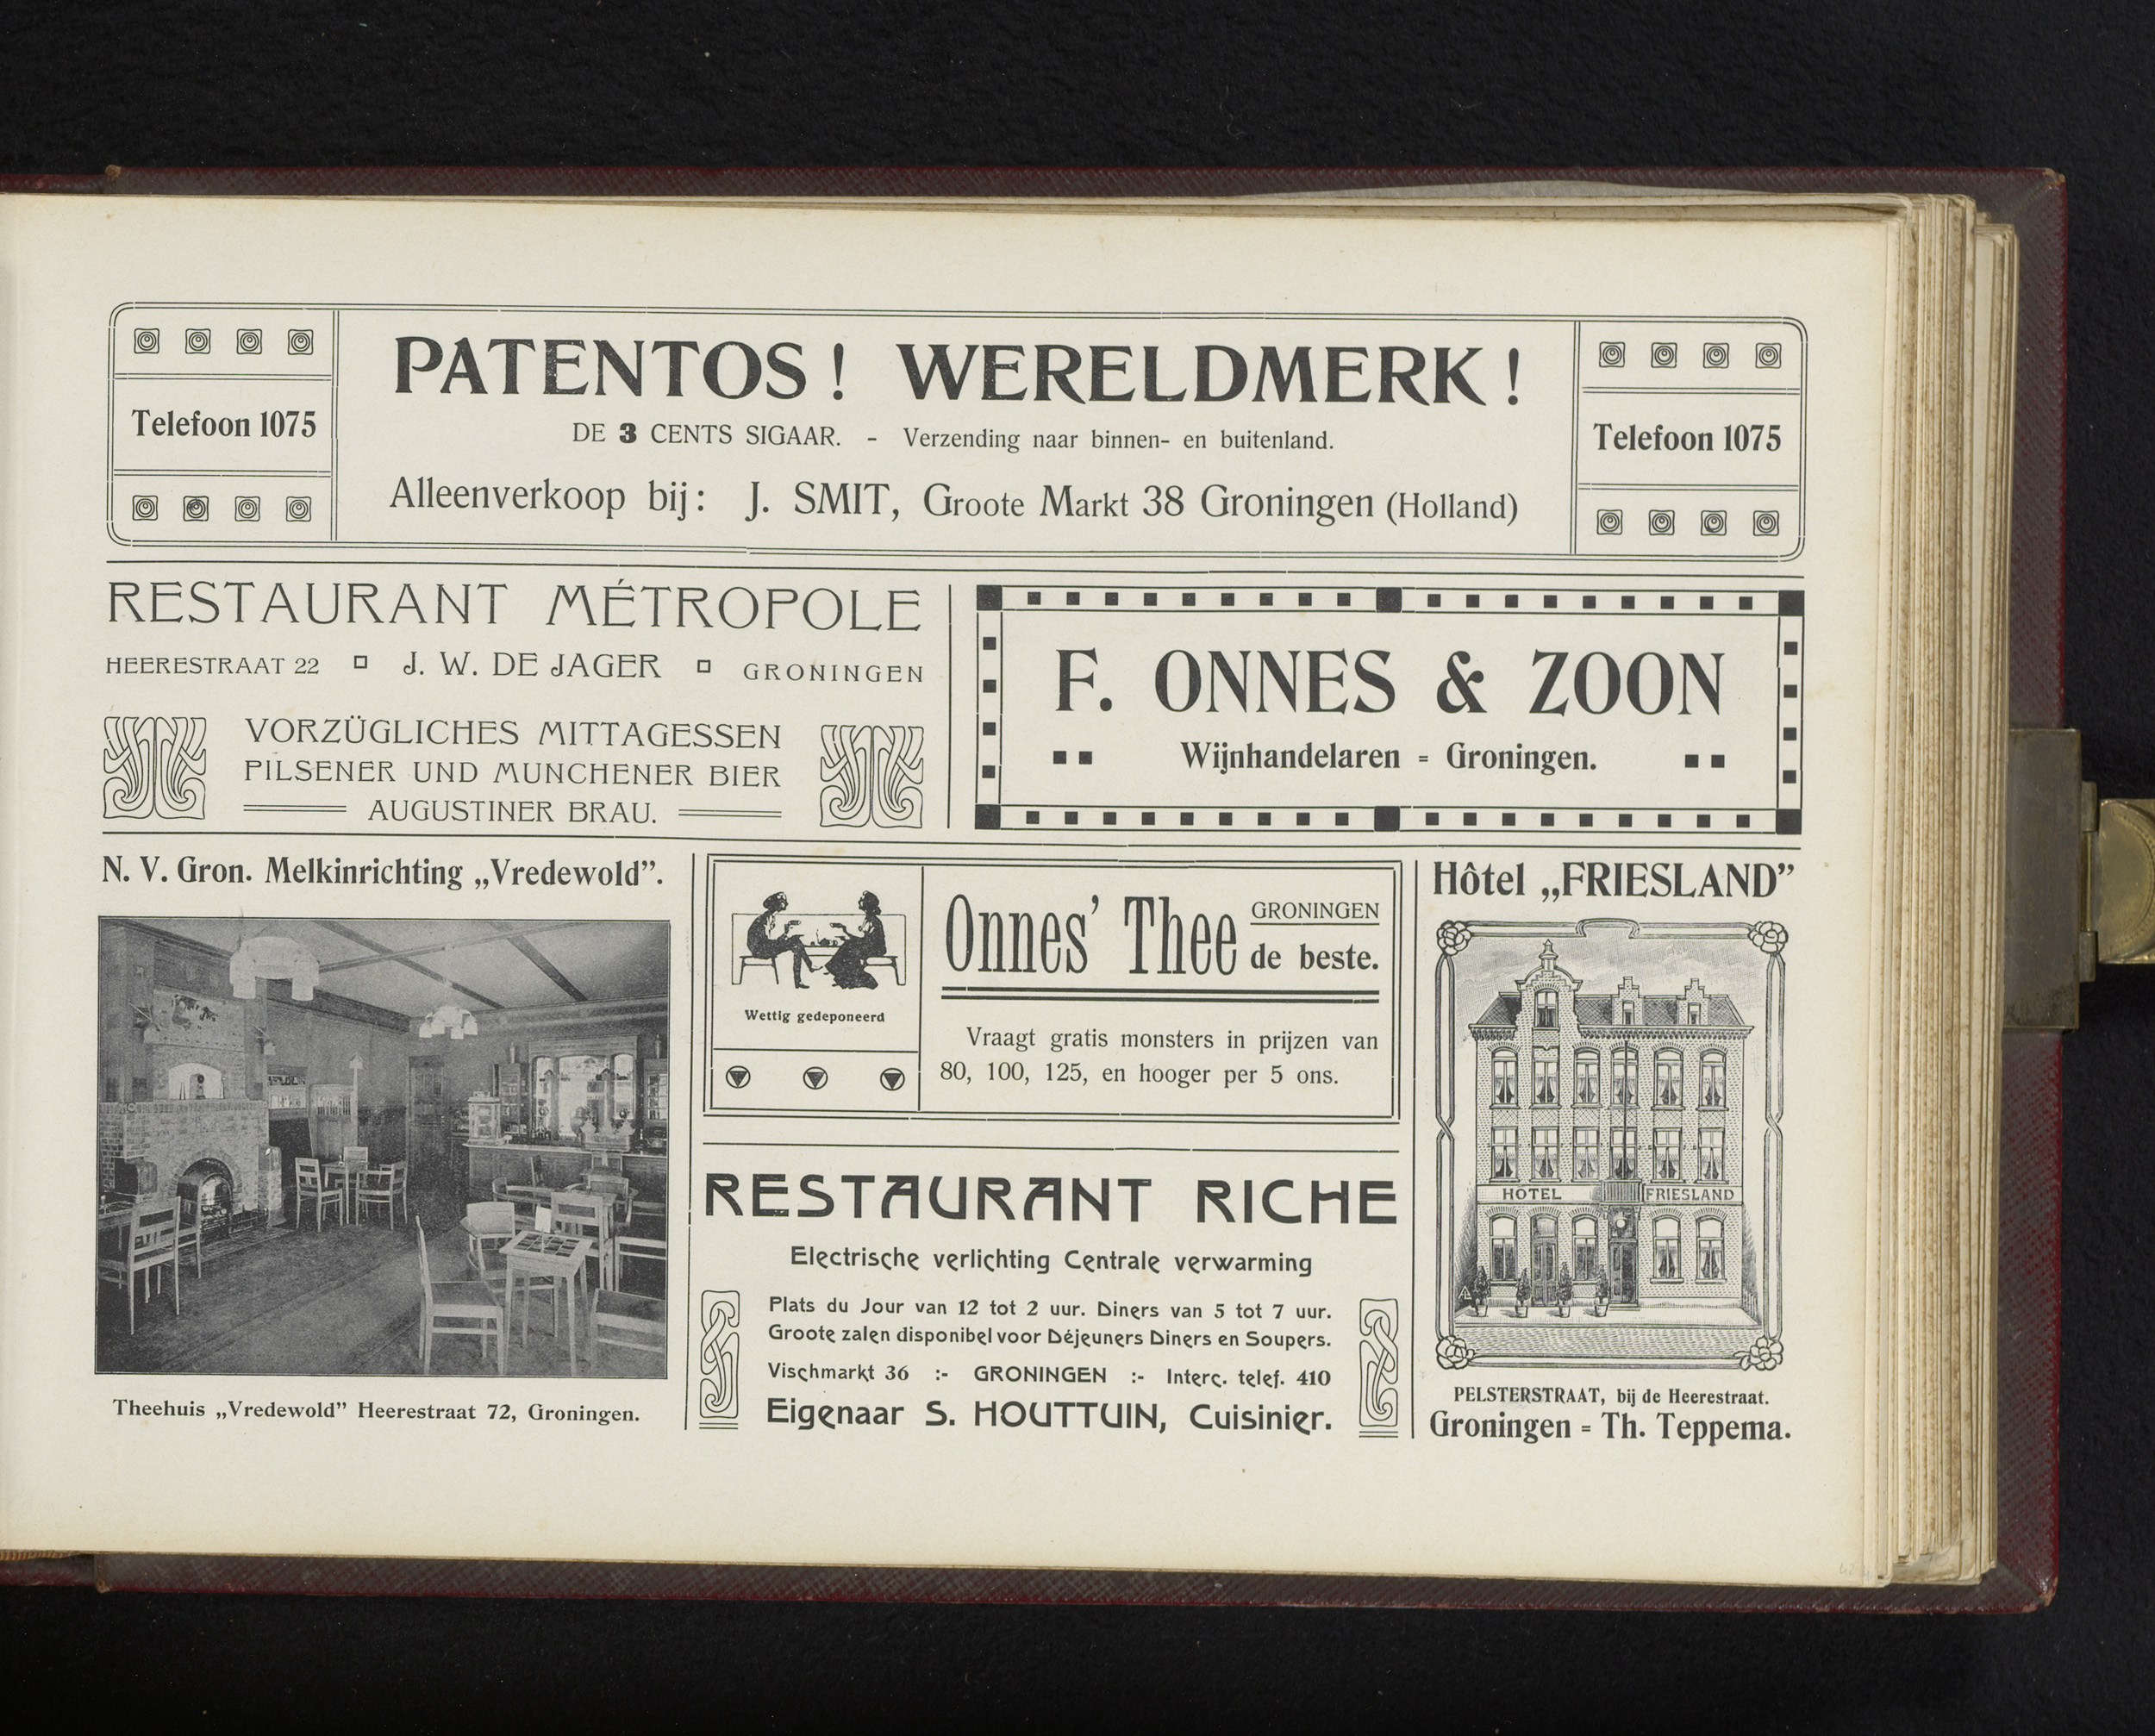 PATENTOS! WERELDMERK!
Telefoon 1075
DE 3 CENTS SIGAAR. - Verzending naar binnen- en buitenland.
Telefoon 1075
Alleenverkoop bij: J. SMIT, Groote Markt 38 Groningen (Holland)
RESTAURANT MÉTROPOLE
HEERESTRAAT 22 J. W. DE JAGER GRONINGEN
VORZÜGLICHES MITTAGESSEN
PILSENER UND MUNCHENER BIER
AUGUSTINER BRAU.
F. ONNES & ZOON
Wijnhandelaren = Groningen.
N. V. Gron. Melkinrichting „Vredewold”.
Theehuis „Vredewold” Heerestraat 72, Groningen.
Wettig gedeponeerd
Onnes’ Thee GRONINGEN
de beste.
Vraagt gratis monsters in prijzen van
80, 100, 125, en hooger per 5 ons.
RESTAURANT RICHE
Electrische verlichting Centrale verwarming
Plats du Jour van 12 tot 2 uur. Diners van 5 tot 7 uur.
Groote zalen disponibel voor Déjeuners Diners en Soupers.
Vischmarkt 36 :- GRONINGEN :- Interc. telef. 410
Eigenaar S. HOUTTUIN, Cuisinier.
Hôtel „FRIESLAND”
HOTEL FRIESLAND
PELSTERSTRAAT, bij de Heerestraat.
Groningen = Th. Teppema.